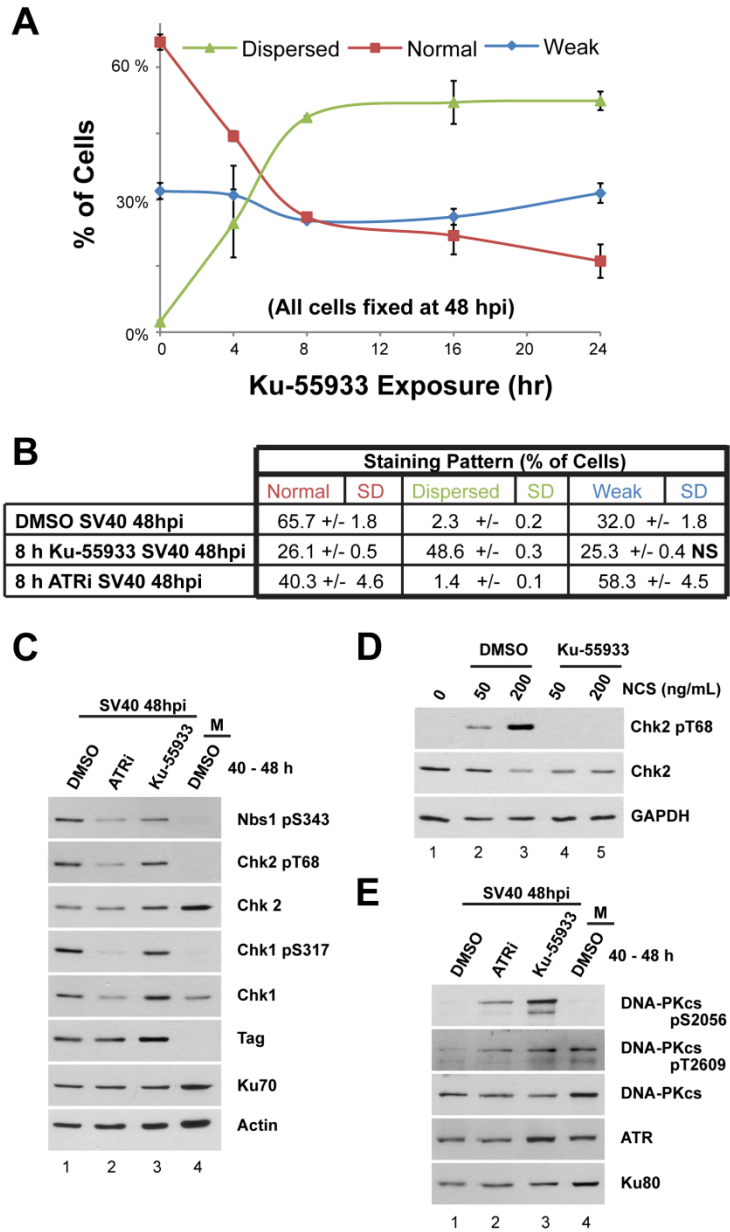 A
Dispersed Normal Weak
60 %
30%
0%
% of Cells
0 4 8 12 16 20 24
(All cells fixed at 48 hpi)
Ku-55933 Exposure (hr)
B
Staining Pattern (% of Cells)
Normal SD Dispersed SD Weak SD
DMSO SV40 48hpi 65.7 +/- 1.8 2.3 +/- 0.2 32.0 +/- 1.8
8 h Ku-55933 SV40 48hpi 26.1 +/- 0.5 48.6 +/- 0.3 25.3 +/- 0.4 NS
8 h ATRi SV40 48hpi 40.3 +/- 4.6 1.4 +/- 0.1 58.3 +/- 4.5
C
SV40 48hpi M
DMSO ATRi Ku-55933 DMSO 40 - 48 h
Nbs1 pS343
Chk2 pT68
Chk 2
Chk1 pS317
Chk1
Tag
Ku70
Actin
1 2 3 4
D
DMSO Ku-55933
0 50 200 50 200 NCS (ng/mL)
Chk2 pT68
Chk2
GAPDH
1 2 3 4 5
E
SV40 48hpi M
DMSO ATRi Ku-55933 DMSO 40 - 48 h
DNA-PKcs
pS2056
DNA-PKcs
pT2609
DNA-PKcs
ATR
Ku80
1 2 3 4